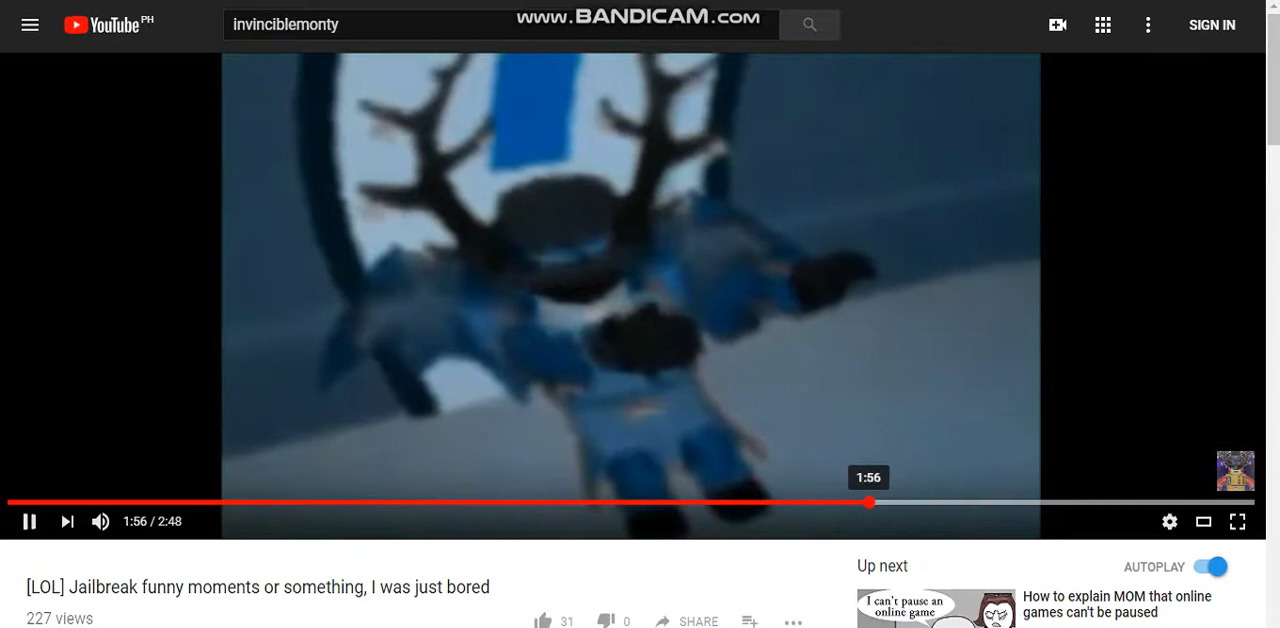 YouTube PH
invinciblemonty
www.BANDICAM.com
SIGN IN
1:56
1:56 / 2:48
[LOL] Jailbreak funny moments or something, I was just bored
227 views
31
0
SHARE
Up next
AUTOPLAY
I can't pause an
online game
How to explain MOM that online
games can't be paused